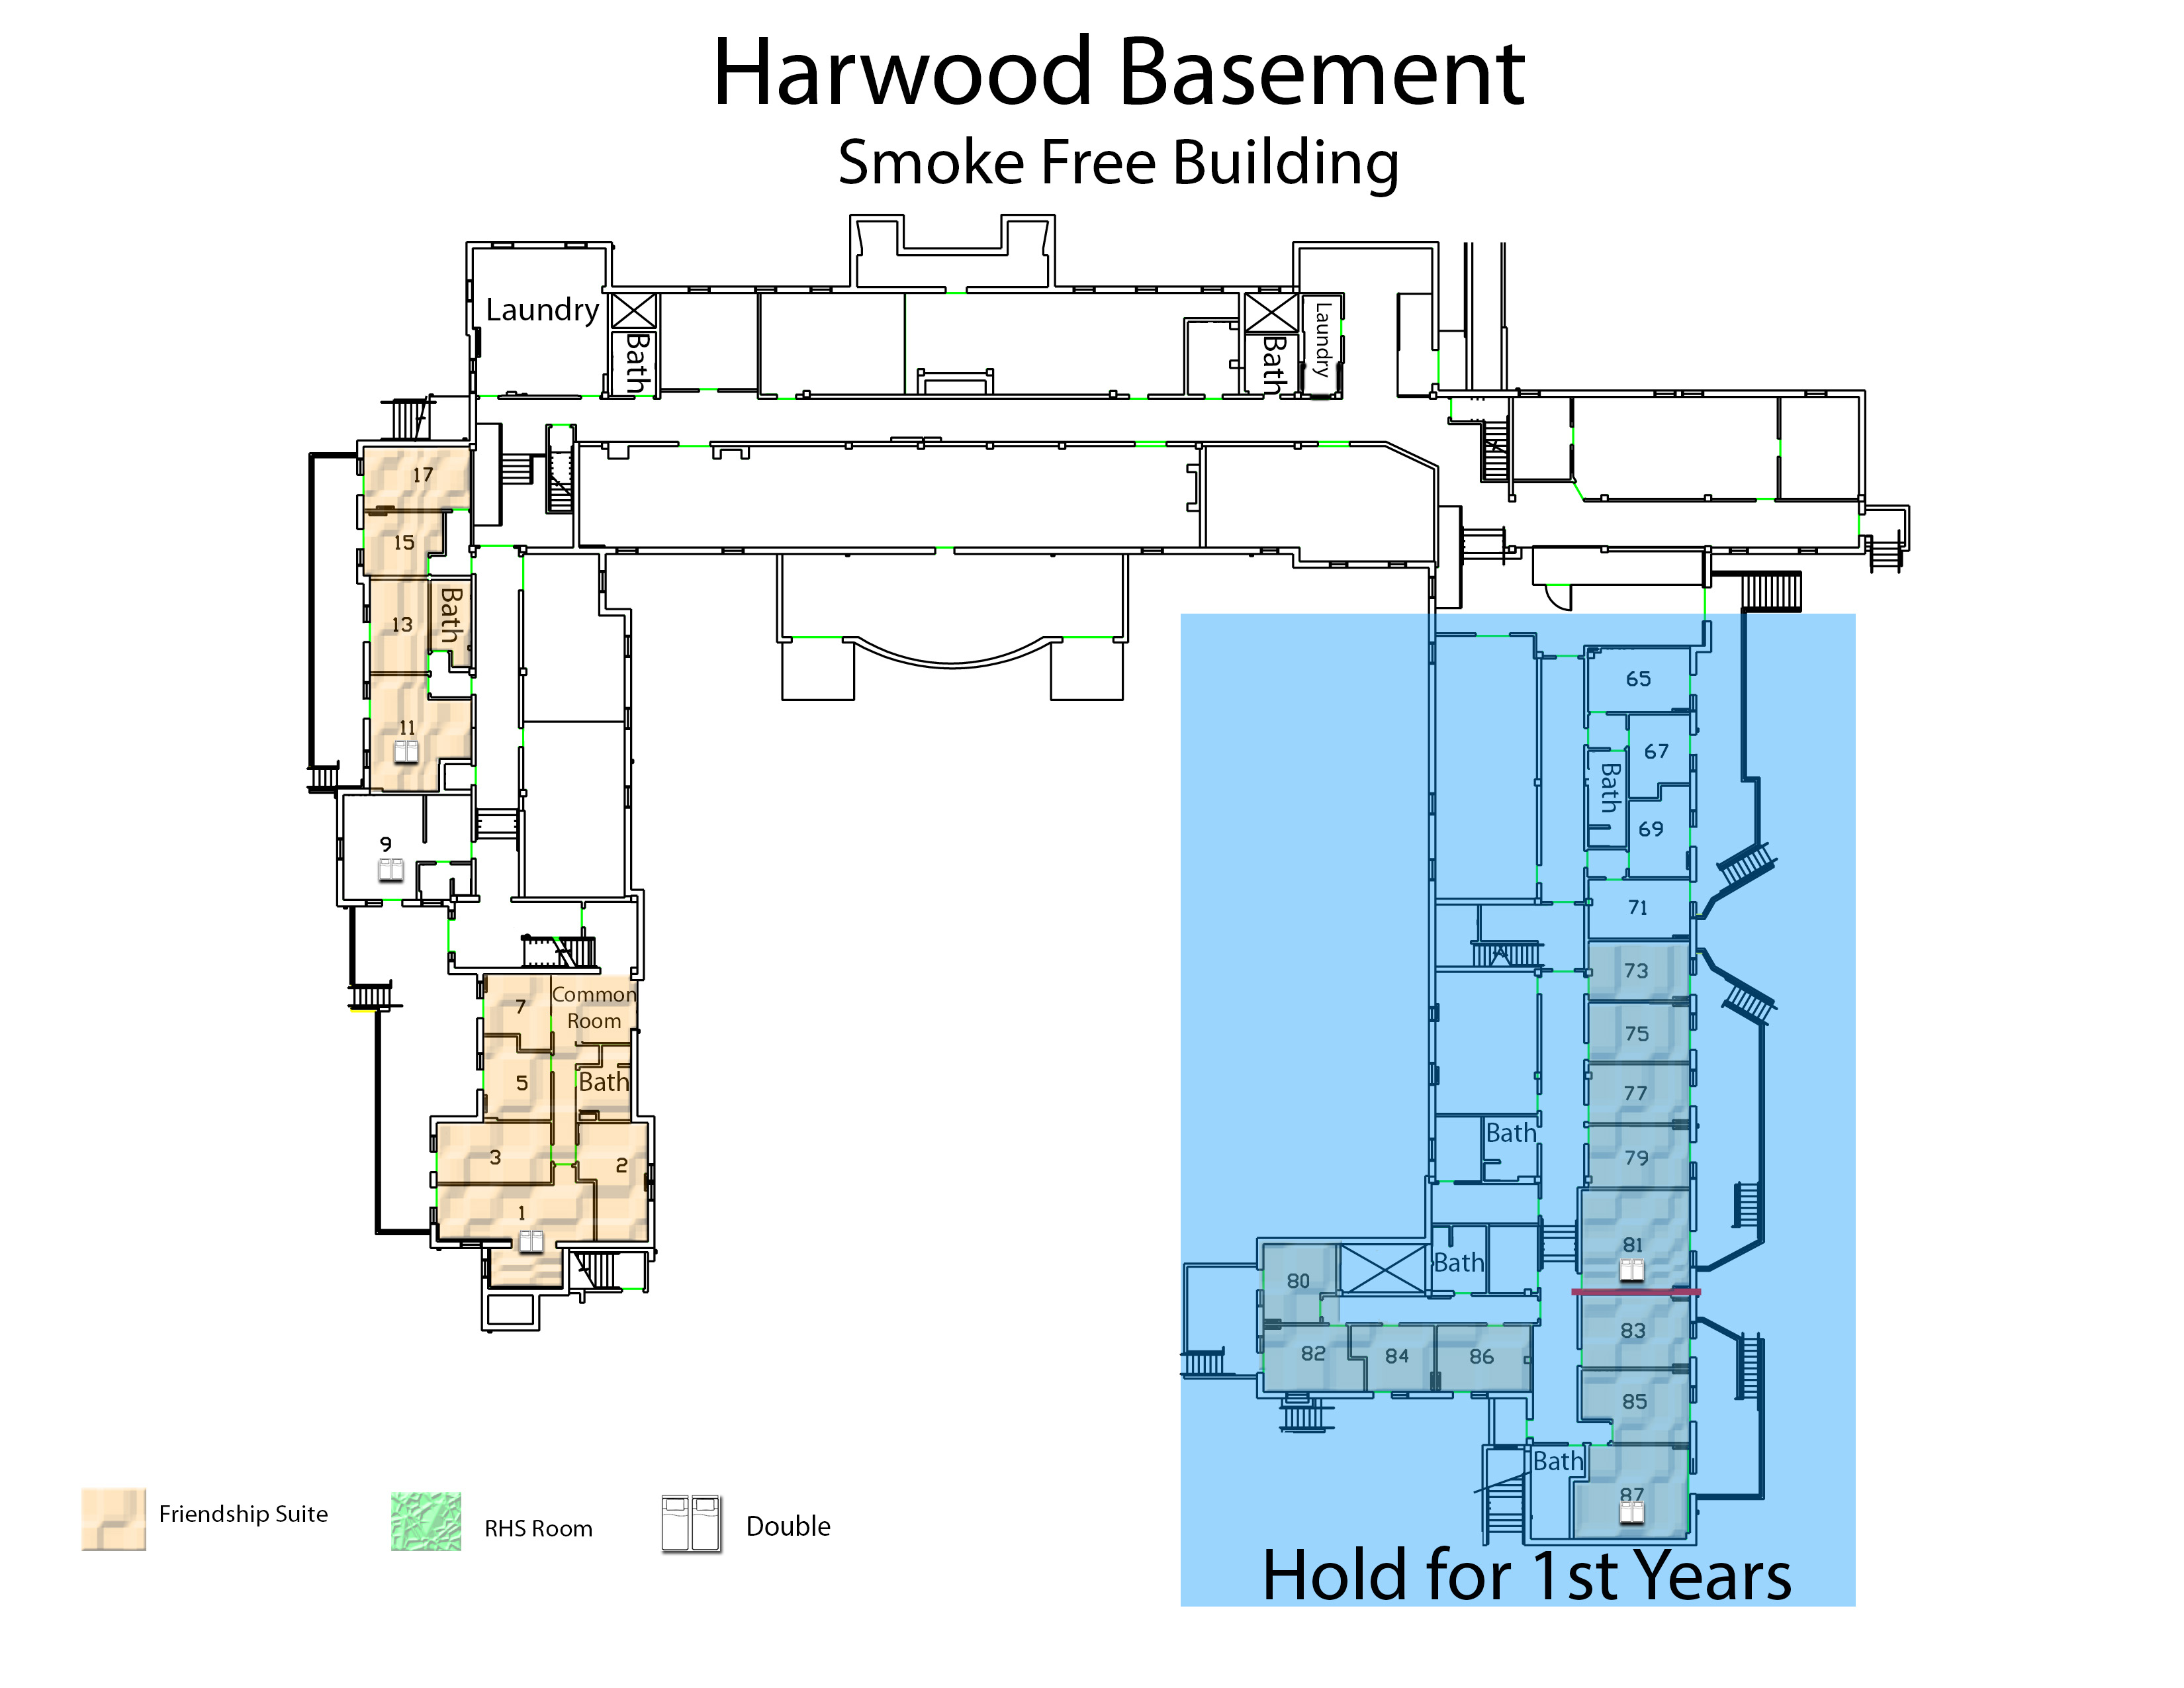 Harwood Basement
Smoke Free Building
Laundry
Bath
Bath
Laundry
17
15
13
Bath
11
9
7
Common
Room
5
Bath
3
2
1
65
67
Bath
69
71
73
75
77
Bath
79
81
Bath
80
83
82
84
86
85
Bath
87
Hold for 1st Years
Friendship Suite
RHS Room
Double